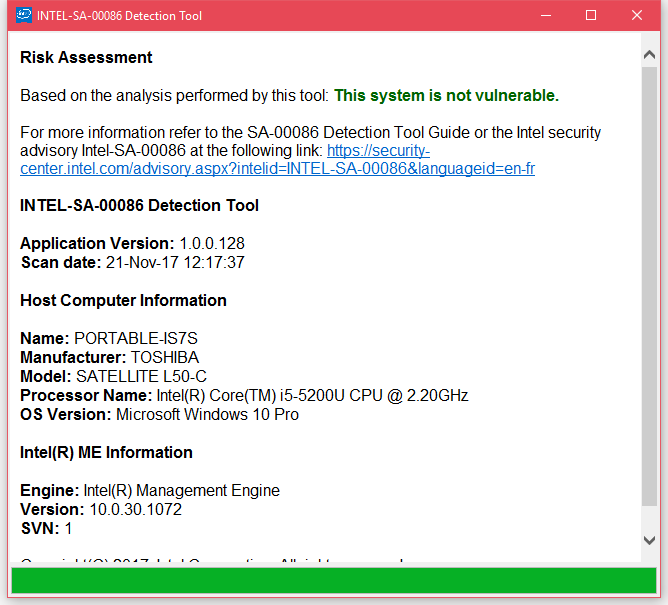 INTEL-SA-00086 Detection Tool
Risk Assessment
Based on the analysis performed by this tool: This system is not vulnerable.
For more information refer to the SA-00086 Detection Tool Guide or the Intel security
advisory Intel-SA-00086 at the following link: https://security-
center.intel.com/advisory.aspx?intelid=INTEL-SA-00086&languageid=en-fr
INTEL-SA-00086 Detection Tool
Application Version: 1.0.0.128
Scan date: 21-Nov-17 12:17:37
Host Computer Information
Name: PORTABLE-IS7S
Manufacturer: TOSHIBA
Model: SATELLITE L50-C
Processor Name: Intel(R) Core(TM) i5-5200U CPU @ 2.20GHz
OS Version: Microsoft Windows 10 Pro
Intel(R) ME Information
Engine: Intel(R) Management Engine
Version: 10.0.30.1072
SVN: 1